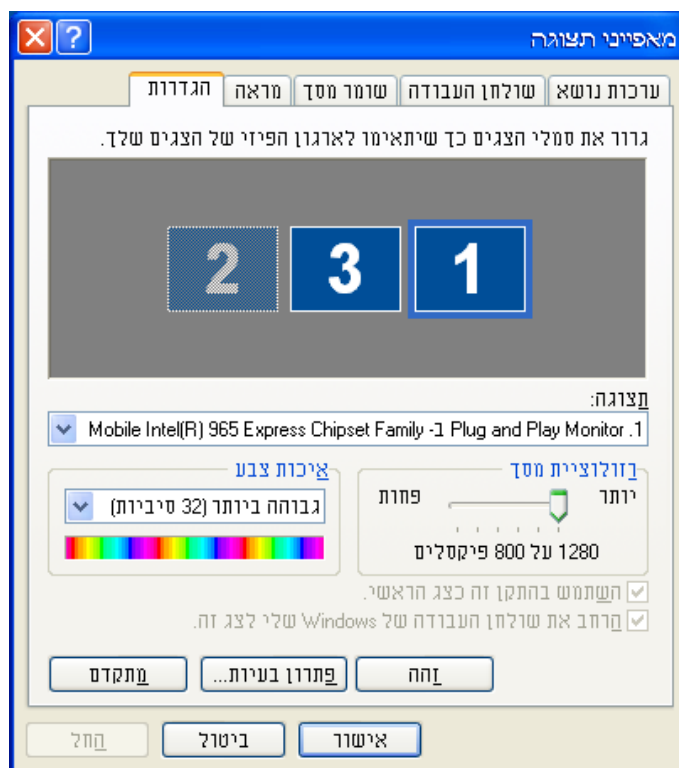 מאפייני תצוגה
ערכות נושא שולחן העבודה שומר מסך מראה הגדרות
גרור את סמלי הצגים כך שיתאימו לארגון הפיזי של הצגים שלך.
1 3 2
תצוגה:
1. Plug and Play Monitor ב- Mobile Intel(R) 965 Express Chipset Family
רזולוציית מסך
יותר פחות
1280 על 800 פיקסלים
איכות צבע
גבוהה ביותר (32 סיביות)
השתמש בהתקן זה כצג הראשי.
הרחב את שולחן העבודה של Windows שלי לצג זה.
זהה פתרון בעיות... מתקדם
אישור ביטול החל